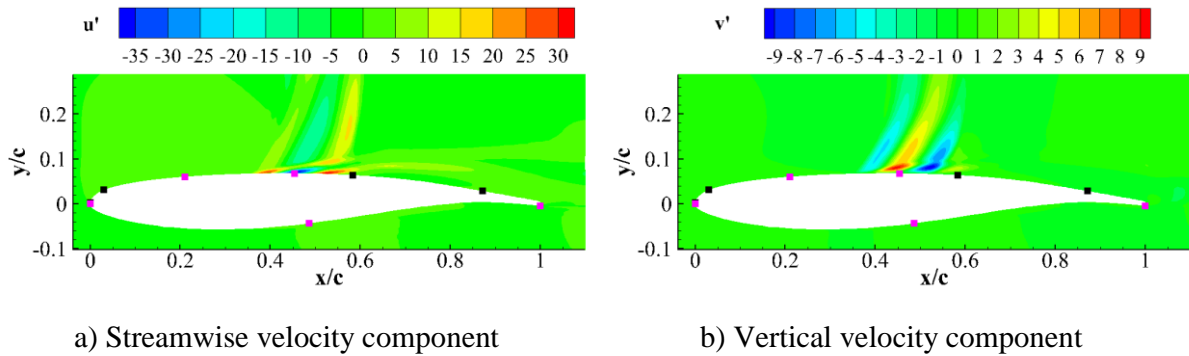 u'
-35 -30 -25 -20 -15 -10 -5 0 5 10 15 20 25 30
y/c
0.2
0.1
0
-0.1
0 0.2 0.4 0.6 0.8 1
x/c
a) Streamwise velocity component
v'
-9 -8 -7 -6 -5 -4 -3 -2 -1 0 1 2 3 4 5 6 7 8 9
y/c
0.2
0.1
0
-0.1
0 0.2 0.4 0.6 0.8 1
x/c
b) Vertical velocity component